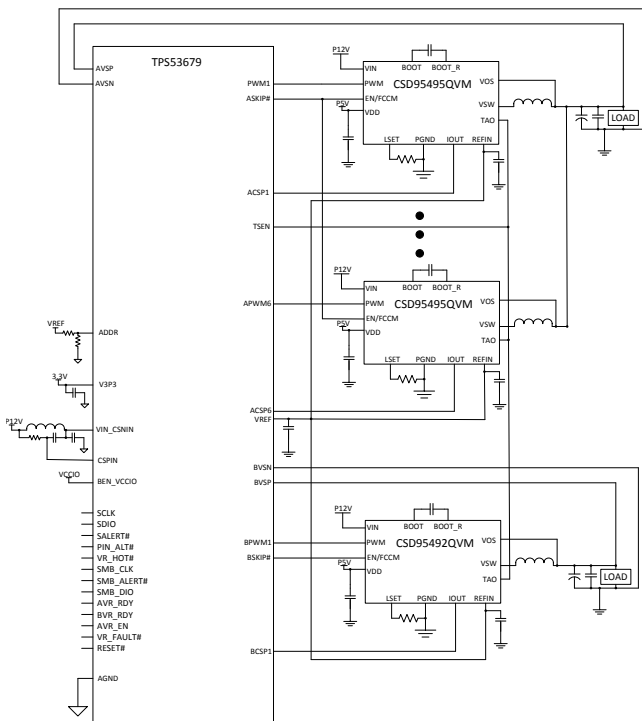 TPS53679
AVSP
AVSN
PWM1
ASKIP#
ACSP1
TSEN
APWM6
ADDR
VREF
V3P3
3.3V
ACSP6
VREF
P12V
VIN_CSNIN
CSPIN
VCCIO
BEN_VCCIO
BVSN
BVSP
SCLK
SDIO
SALERT#
PIN_ALT#
VR_HOT#
SMB_CLK
SMB_ALERT#
SMB_DIO
AVR_RDY
BVR_RDY
AVR_EN
VR_FAULT#
RESET#
AGND
BPWM1
BSKIP#
BCSP1
P12V
VIN
BOOT
BOOT_R
CSD95495QVM
PWM
EN/FCCM
P5V
VDD
VOS
VSW
TAO
LSET
PGND
IOUT
REFIN
LOAD
P12V
VIN
BOOT
BOOT_R
CSD95495QVM
PWM
EN/FCCM
P5V
VDD
VOS
VSW
TAO
LSET
PGND
IOUT
REFIN
P12V
VIN
BOOT
BOOT_R
CSD95492QVM
PWM
EN/FCCM
P5V
VDD
VOS
VSW
TAO
LSET
PGND
IOUT
REFIN
LOAD